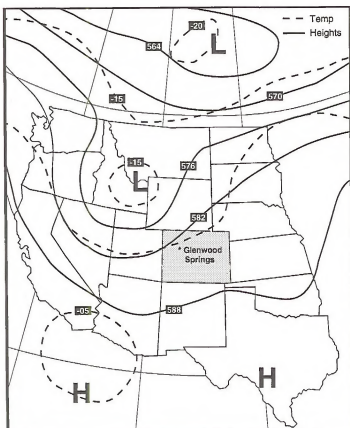 -20
Temp
Heights
564
L
-15
570
-15
576
L
582
* Glenwood
Springs
-05
588
H
H